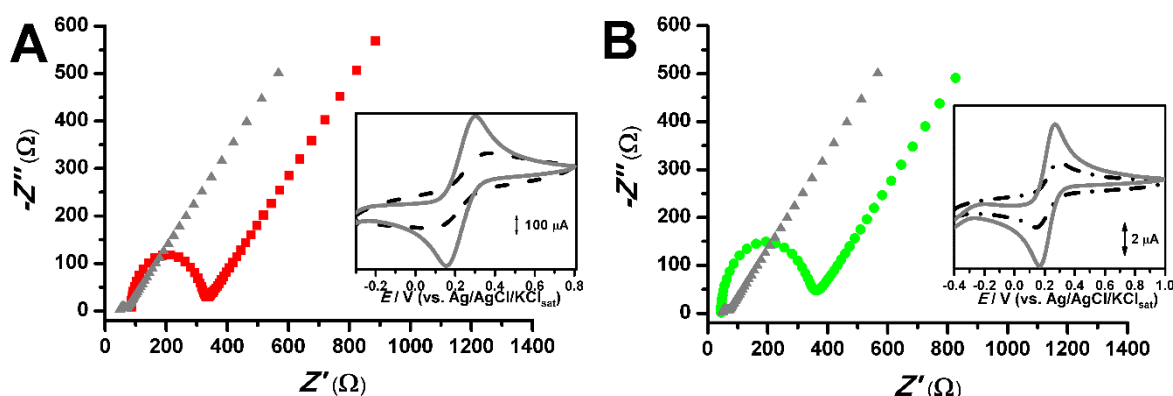 A
600
500
400
300
200
100
0
-Z'' (Ω)
0 200 400 600 800 1000 1200 1400
Z' (Ω)
100 μA
-0.2 0.0 0.2 0.4 0.6 0.8
E / V (vs. Ag/AgCl/KClsat)
B
600
500
400
300
200
100
0
-Z'' (Ω)
0 200 400 600 800 1000 1200 1400
Z' (Ω)
2 μA
-0.4 -0.2 0.0 0.2 0.4 0.6 0.8 1.0
E / V (vs. Ag/AgCl/KClsat)